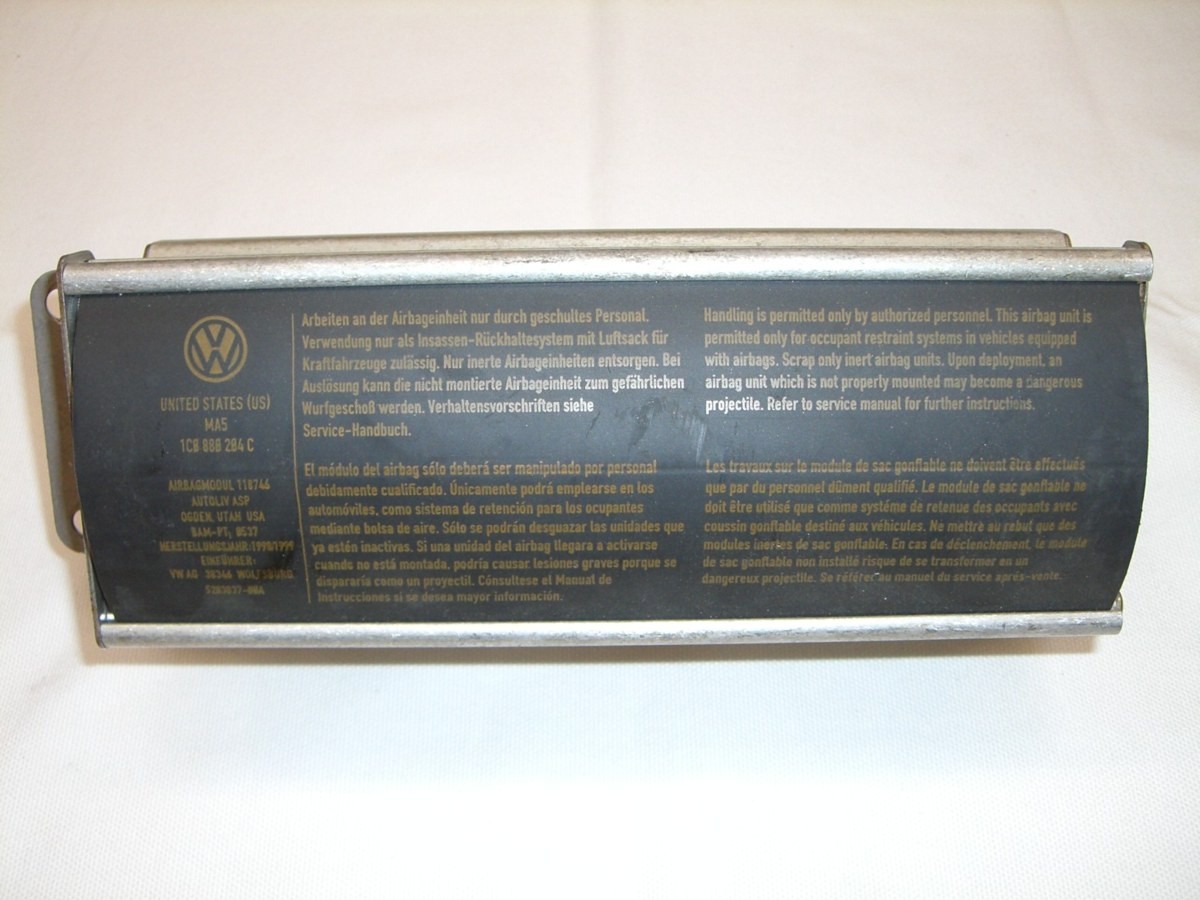 UNITED STATES (US)
MA5
1C0 880 204 C
AIRBAGMODUL 118746
AUTOLIV ASP
OGDEN, UTAH USA
BAM-PT, 0637
HERSTELLUNGSJAHR:
EINFÜHRER:
VW AG 38346 WOLFSBURG
Arbeiten an der Airbageinheit nur durch geschultes Personal.
Verwendung nur als Insassen-Rückhaltesystem mit Luftsack für
Kraftfahrzeuge zulässig. Nur inerte Airbageinheiten entsorgen. Bei
Auslösung kann die nicht montierte Airbageinheit zum gefährlichen
Wurfgeschoß werden. Verhaltensvorschriften siehe
Service-Handbuch.
Handling is permitted only by authorized personnel. This airbag unit is
permitted only for occupant restraint systems in vehicles equipped
with airbags. Scrap only inert airbag units. Upon deployment, an
airbag unit which is not properly mounted may become a dangerous
projectile. Refer to service manual for further instructions.
El módulo del airbag sólo deberá ser manipulado por personal
debidamente cualificado. Únicamente podrá emplearse en los
automóviles, como sistema de retención para los ocupantes
mediante bolsa de aire. Sólo se podrán desguazar las unidades que
ya estén inactivas. Si una unidad del airbag llegara a activarse
cuando no está montada, podría causar lesiones graves porque se
dispararía como un proyectil. Cónsultese el Manual de
Instrucciones si se desea mayor información.
Les travaux sur le module de sac gonflable ne doivent être effectués
que par du personnel dûment qualifié. Le module de sac gonflable ne
doit être utilisé que comme système de retenue des occupants avec
coussin gonflable destiné aux véhicules. Ne mettre au rebut que des
modules inertes de sac gonflable. En cas de déclenchement, le module
de sac gonflable non installé risque de se transformer en un
dangereux projectile. Se référer au manuel du service après-vente.